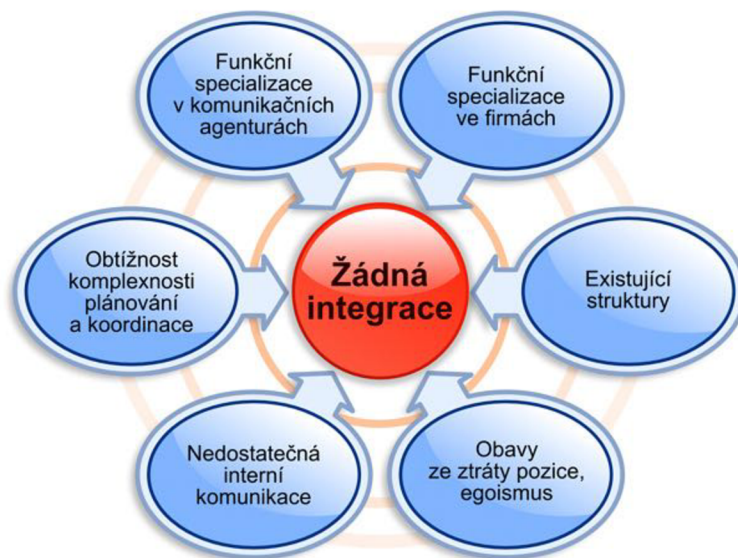 Funkční
specializace
v komunikačních
agenturách
Funkční
specializace
ve firmách
Obtížnost
komplexnosti
plánování
a koordinace
Žádná
integrace
Existující
struktury
Nedostatečná
interní
komunikace
Obavy
ze ztráty pozice,
egoismus